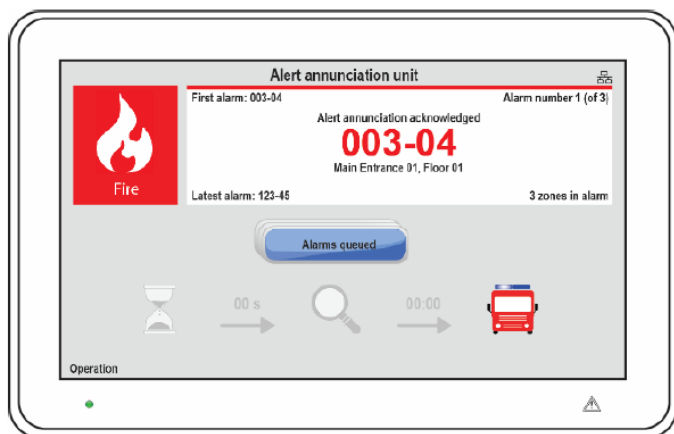 Alert annunciation unit
First alarm: 003-04
Alarm number 1 (of 3)
Alert annunciation acknowledged
003-04
Main Entrance 01, Floor 01
Fire
Latest alarm: 123-45
3 zones in alarm
Alarms queued
00 s
00:00
Operation